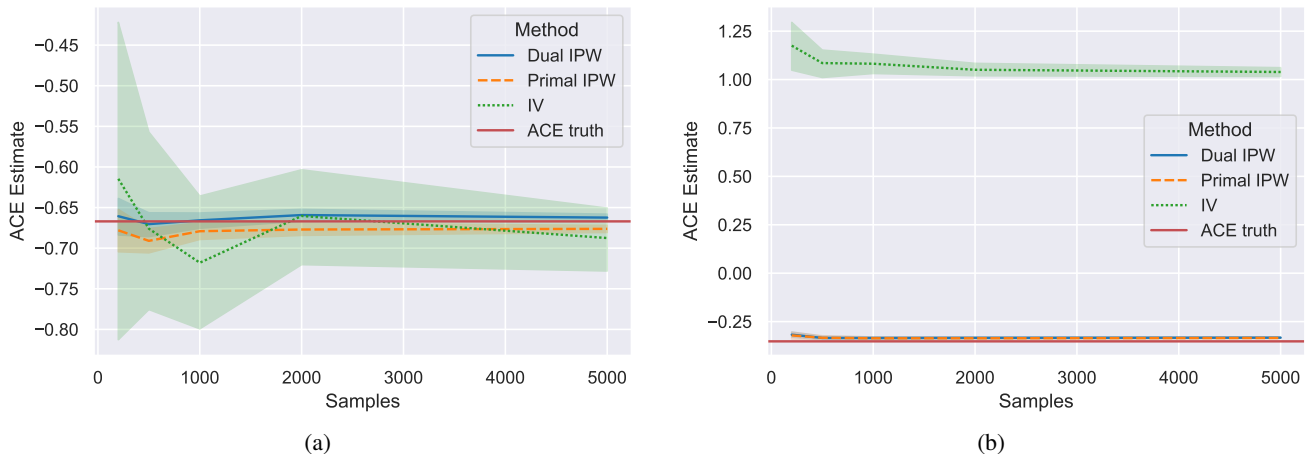 Method
Dual IPW
Primal IPW
IV
ACE truth
−0.45
−0.50
−0.55
−0.60
−0.65
−0.70
−0.75
−0.80
ACE Estimate
0 1000 2000 3000 4000 5000
Samples
(a)
1.25
1.00
0.75
0.50
0.25
0.00
−0.25
ACE Estimate
Method
Dual IPW
Primal IPW
IV
ACE truth
0 1000 2000 3000 4000 5000
Samples
(b)